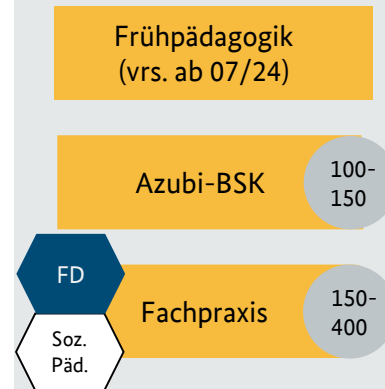 Frühpädagogik
(vrs. ab 07/24)
Azubi-BSK
100-
150
FD
Fachpraxis
150-
400
Soz.
Päd.